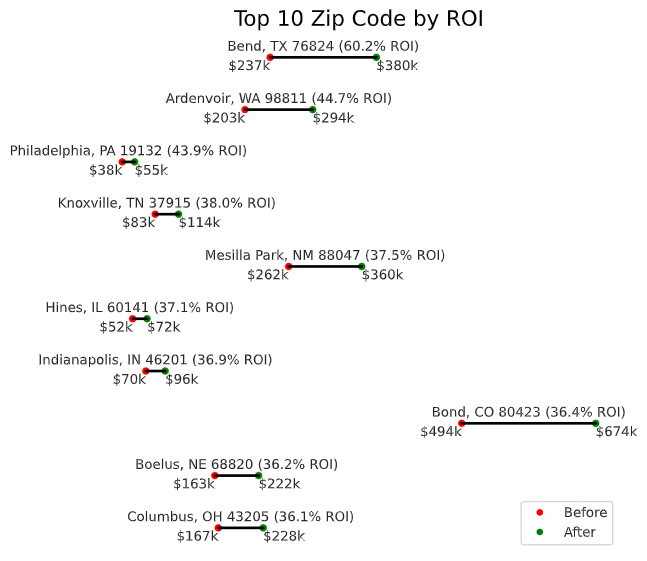 Top 10 Zip Code by ROI
Bend, TX 76824 (60.2% ROI)
$237k $380k
Ardenvoir, WA 98811 (44.7% ROI)
$203k $294k
Philadelphia, PA 19132 (43.9% ROI)
$38k $55k
Knoxville, TN 37915 (38.0% ROI)
$83k $114k
Mesilla Park, NM 88047 (37.5% ROI)
$262k $360k
Hines, IL 60141 (37.1% ROI)
$52k $72k
Indianapolis, IN 46201 (36.9% ROI)
$70k $96k
Bond, CO 80423 (36.4% ROI)
$494k $674k
Boelus, NE 68820 (36.2% ROI)
$163k $222k
Columbus, OH 43205 (36.1% ROI)
$167k $228k
Before
After